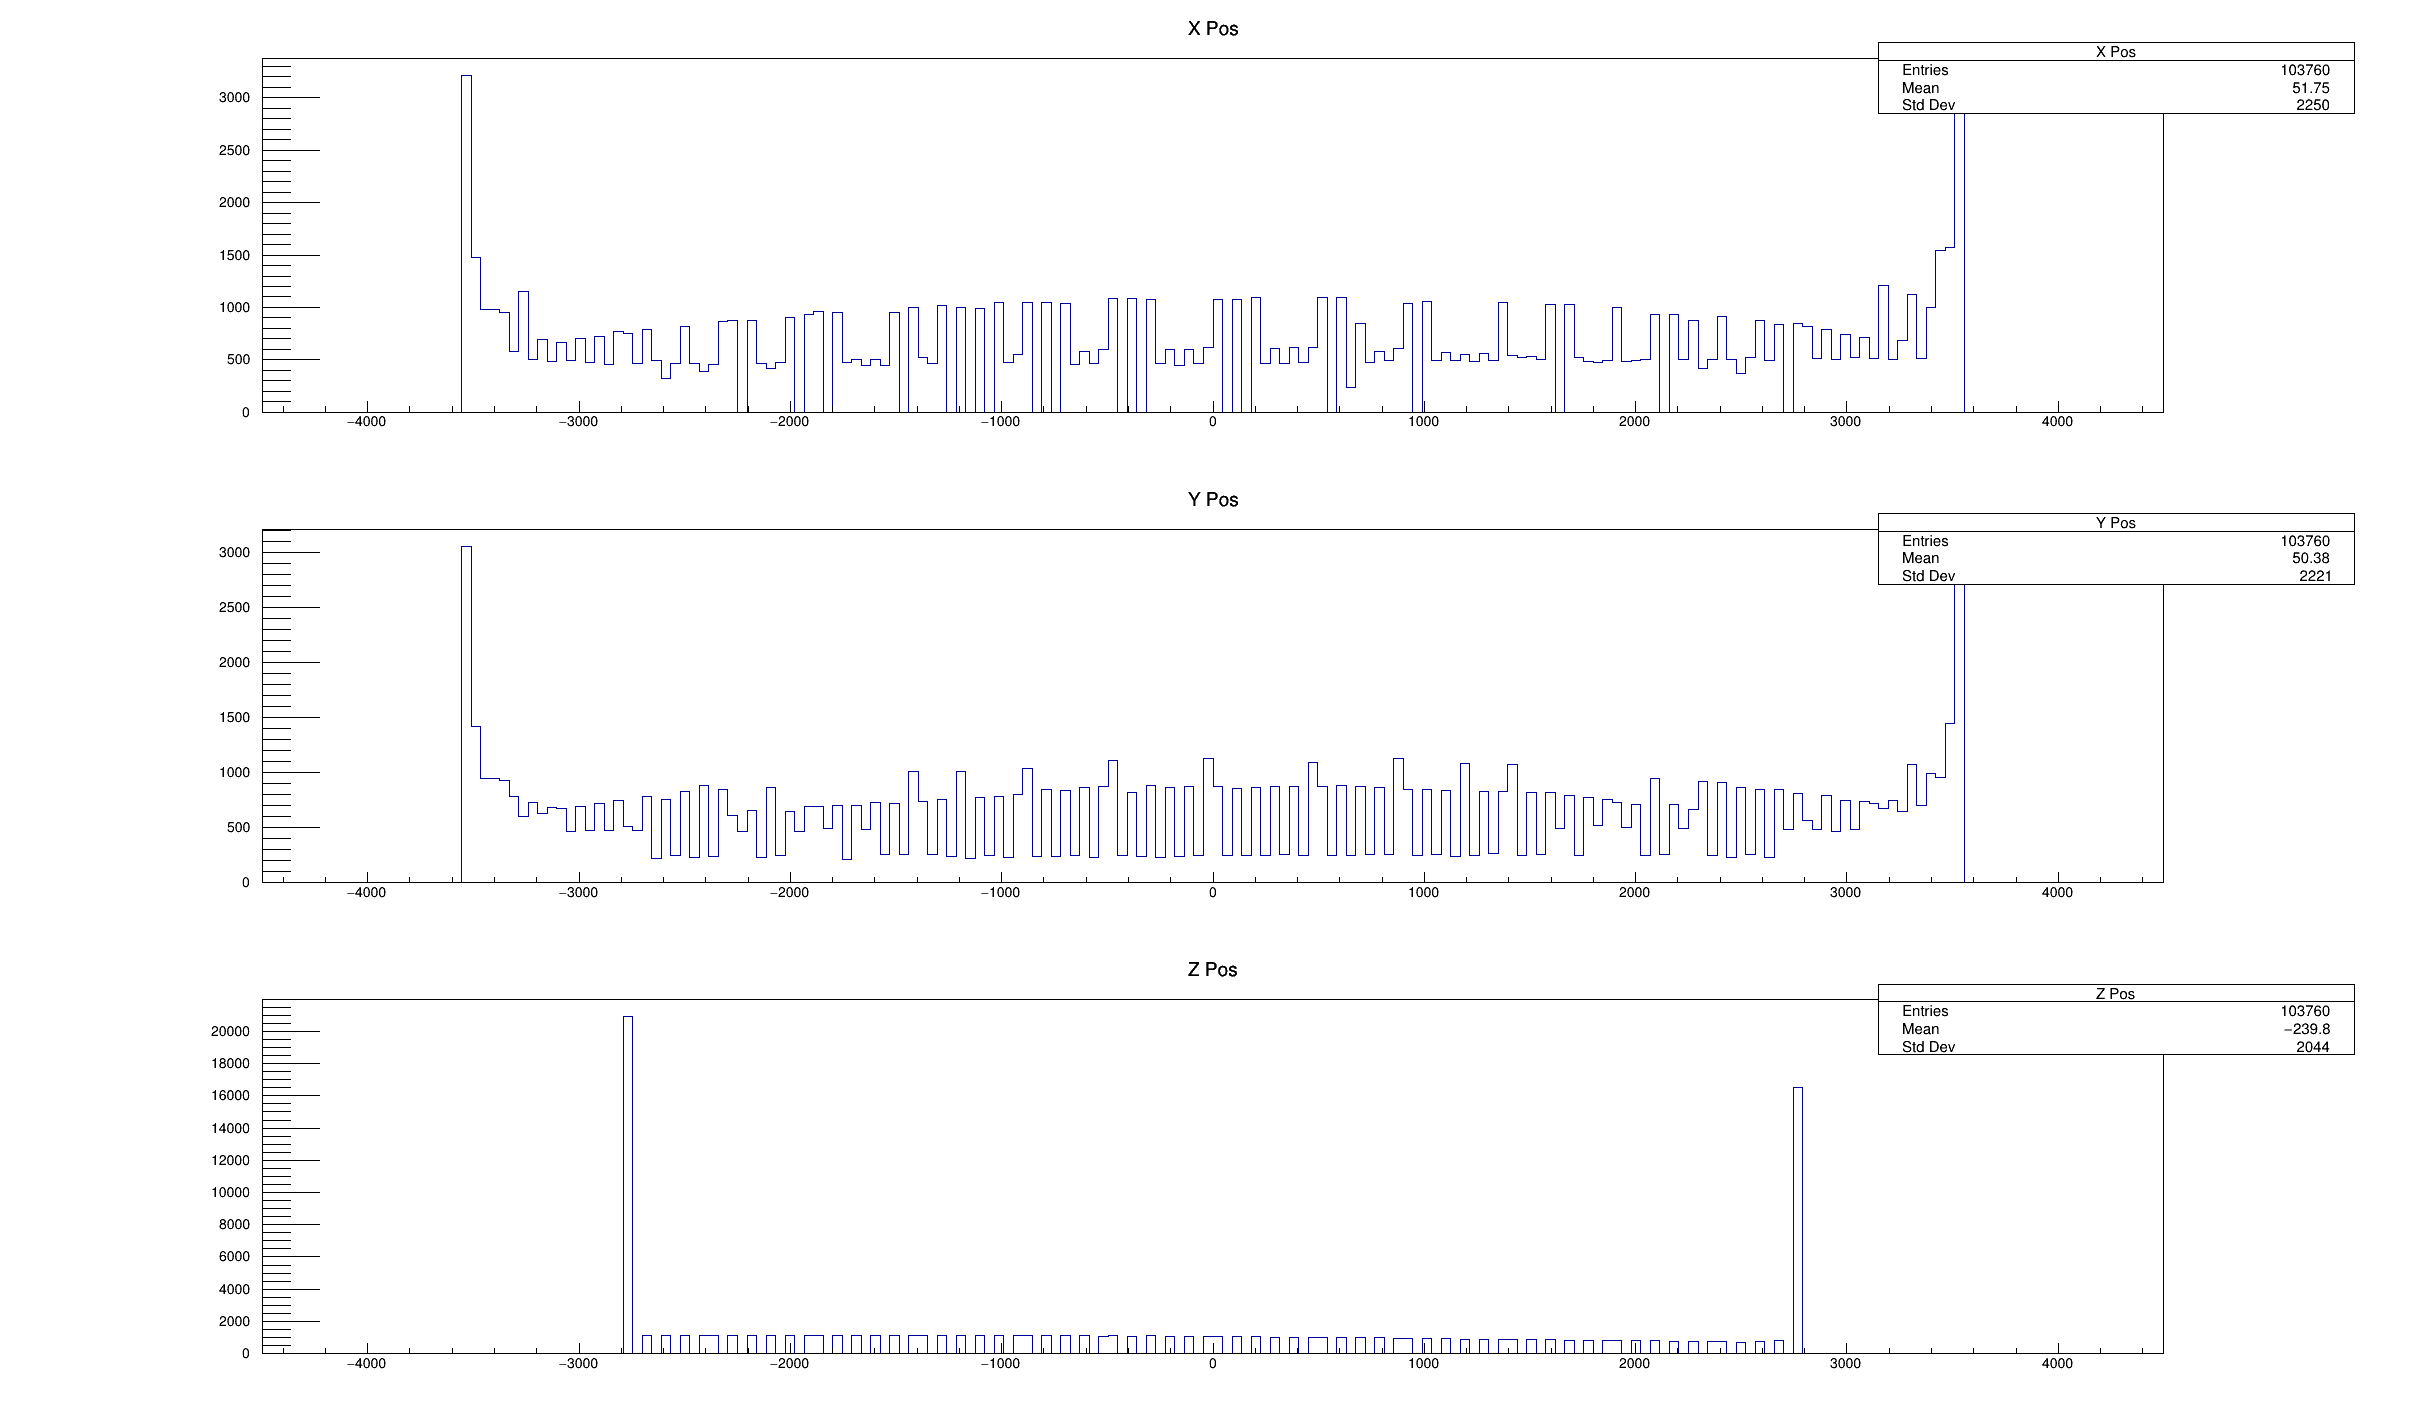 X Pos
X Pos
Entries 103760
Mean 51.75
Std Dev 2250
3000
2500
2000
1500
1000
500
0
−4000 −3000 −2000 −1000 0 1000 2000 3000 4000
Y Pos
Y Pos
Entries 103760
Mean 50.38
Std Dev 2221
3000
2500
2000
1500
1000
500
0
−4000 −3000 −2000 −1000 0 1000 2000 3000 4000
Z Pos
Z Pos
Entries 103760
Mean −239.8
Std Dev 2044
20000
18000
16000
14000
12000
10000
8000
6000
4000
2000
0
−4000 −3000 −2000 −1000 0 1000 2000 3000 4000